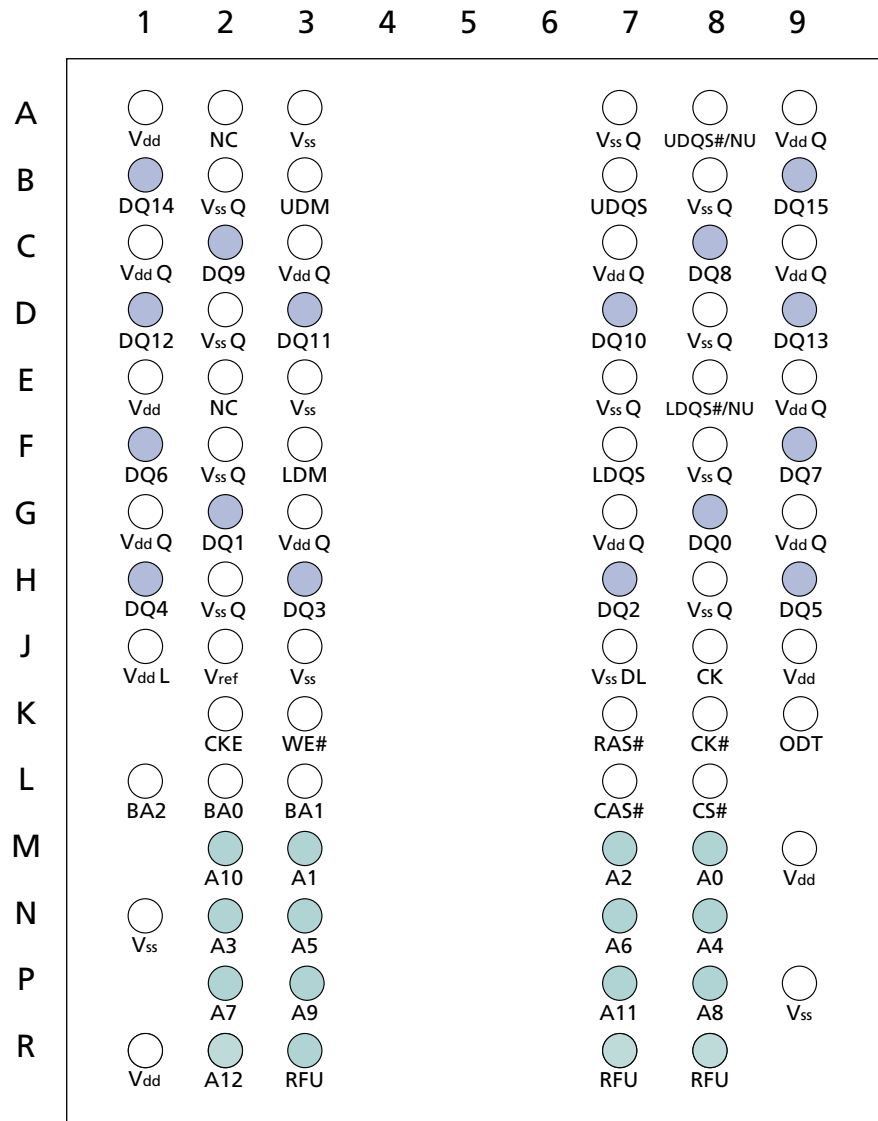 1 2 3 4 5 6 7 8 9
A
Vdd NC Vss Vss Q UDQS#/NU Vdd Q
B
DQ14 Vss Q UDM UDQS Vss Q DQ15
C
Vdd Q DQ9 Vdd Q Vdd Q DQ8 Vdd Q
D
DQ12 Vss Q DQ11 DQ10 Vss Q DQ13
E
Vdd NC Vss Vss Q LDQS#/NU Vdd Q
F
DQ6 Vss Q LDM LDQS Vss Q DQ7
G
Vdd Q DQ1 Vdd Q Vdd Q DQ0 Vdd Q
H
DQ4 Vss Q DQ3 DQ2 Vss Q DQ5
J
Vdd L Vref Vss Vss DL CK Vdd
K
CKE WE# RAS# CK# ODT
L
BA2 BA0 BA1 CAS# CS#
M
A10 A1 A2 A0 Vdd
N
Vss A3 A5 A6 A4
P
A7 A9 A11 A8 Vss
R
Vdd A12 RFU RFU RFU